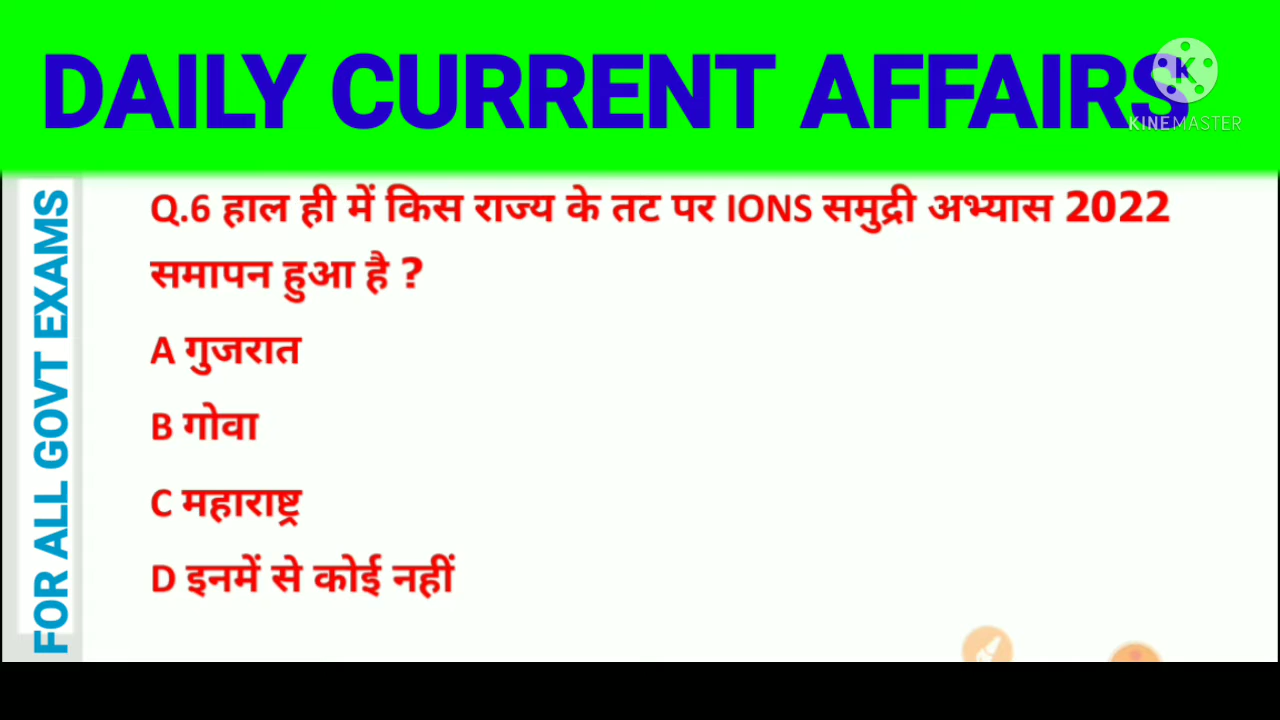 DAILY CURRENT AFFAIRS
KINEMASTER
FOR ALL GOVT EXAMS
Q.6 हाल ही में किस राज्य के तट पर IONS समुद्री अभ्यास 2022
समापन हुआ है ?
A गुजरात
B गोवा
C महाराष्ट्र
D इनमें से कोई नहीं